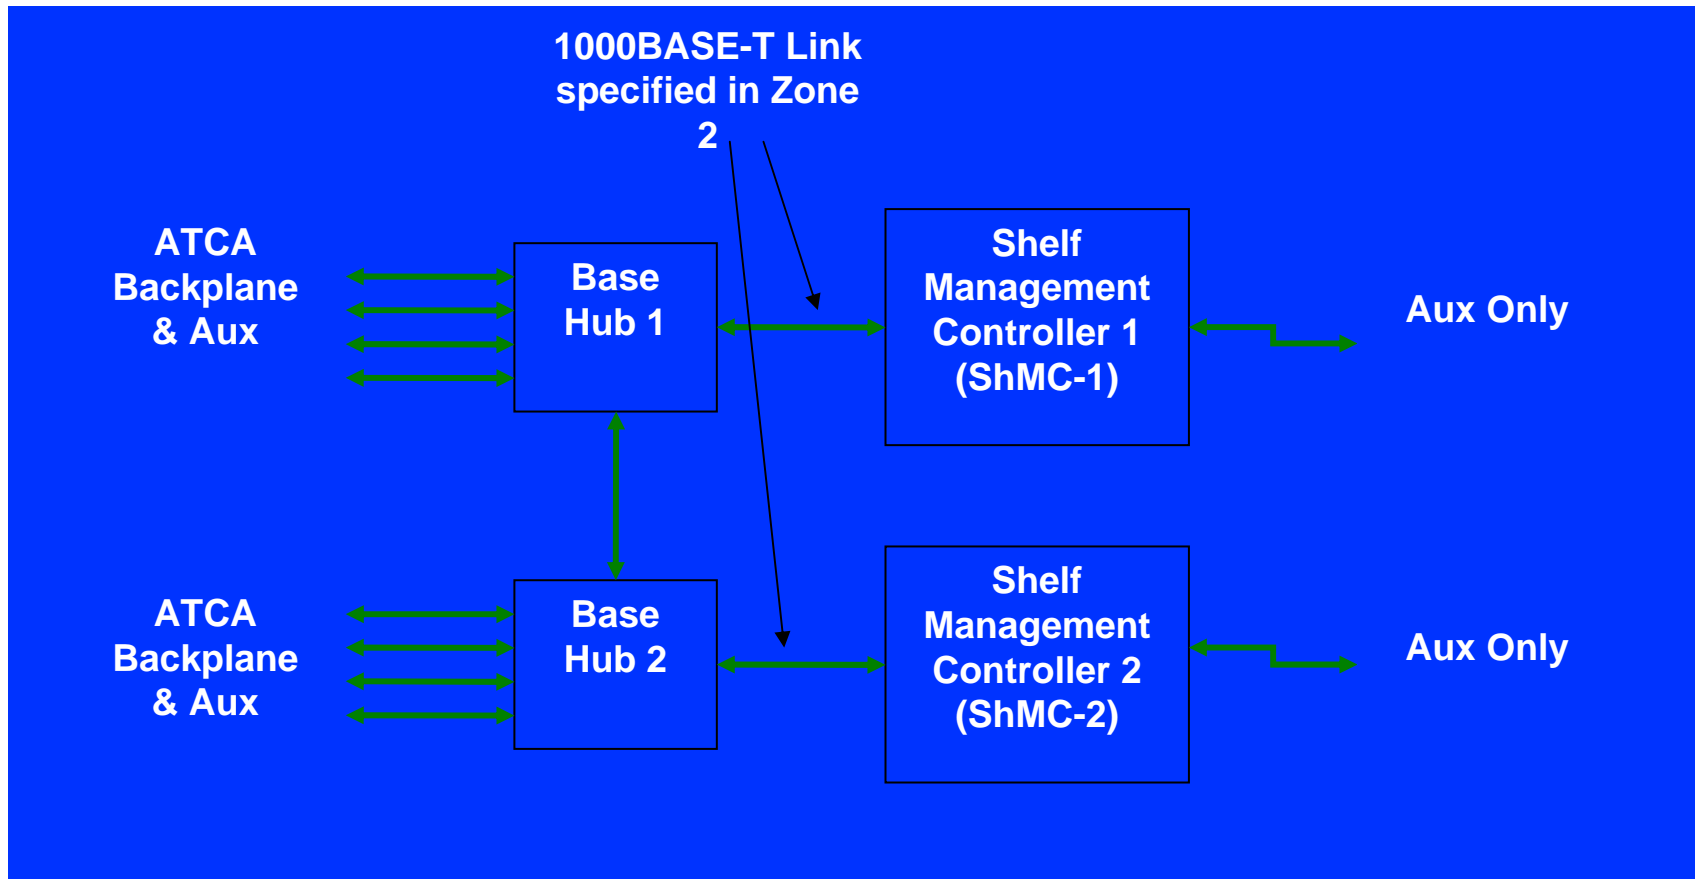 1000BASE-T Link
specified in Zone
2
ATCA
Backplane
& Aux
Base
Hub 1
Shelf
Management
Controller 1
(ShMC-1)
Aux Only
ATCA
Backplane
& Aux
Base
Hub 2
Shelf
Management
Controller 2
(ShMC-2)
Aux Only